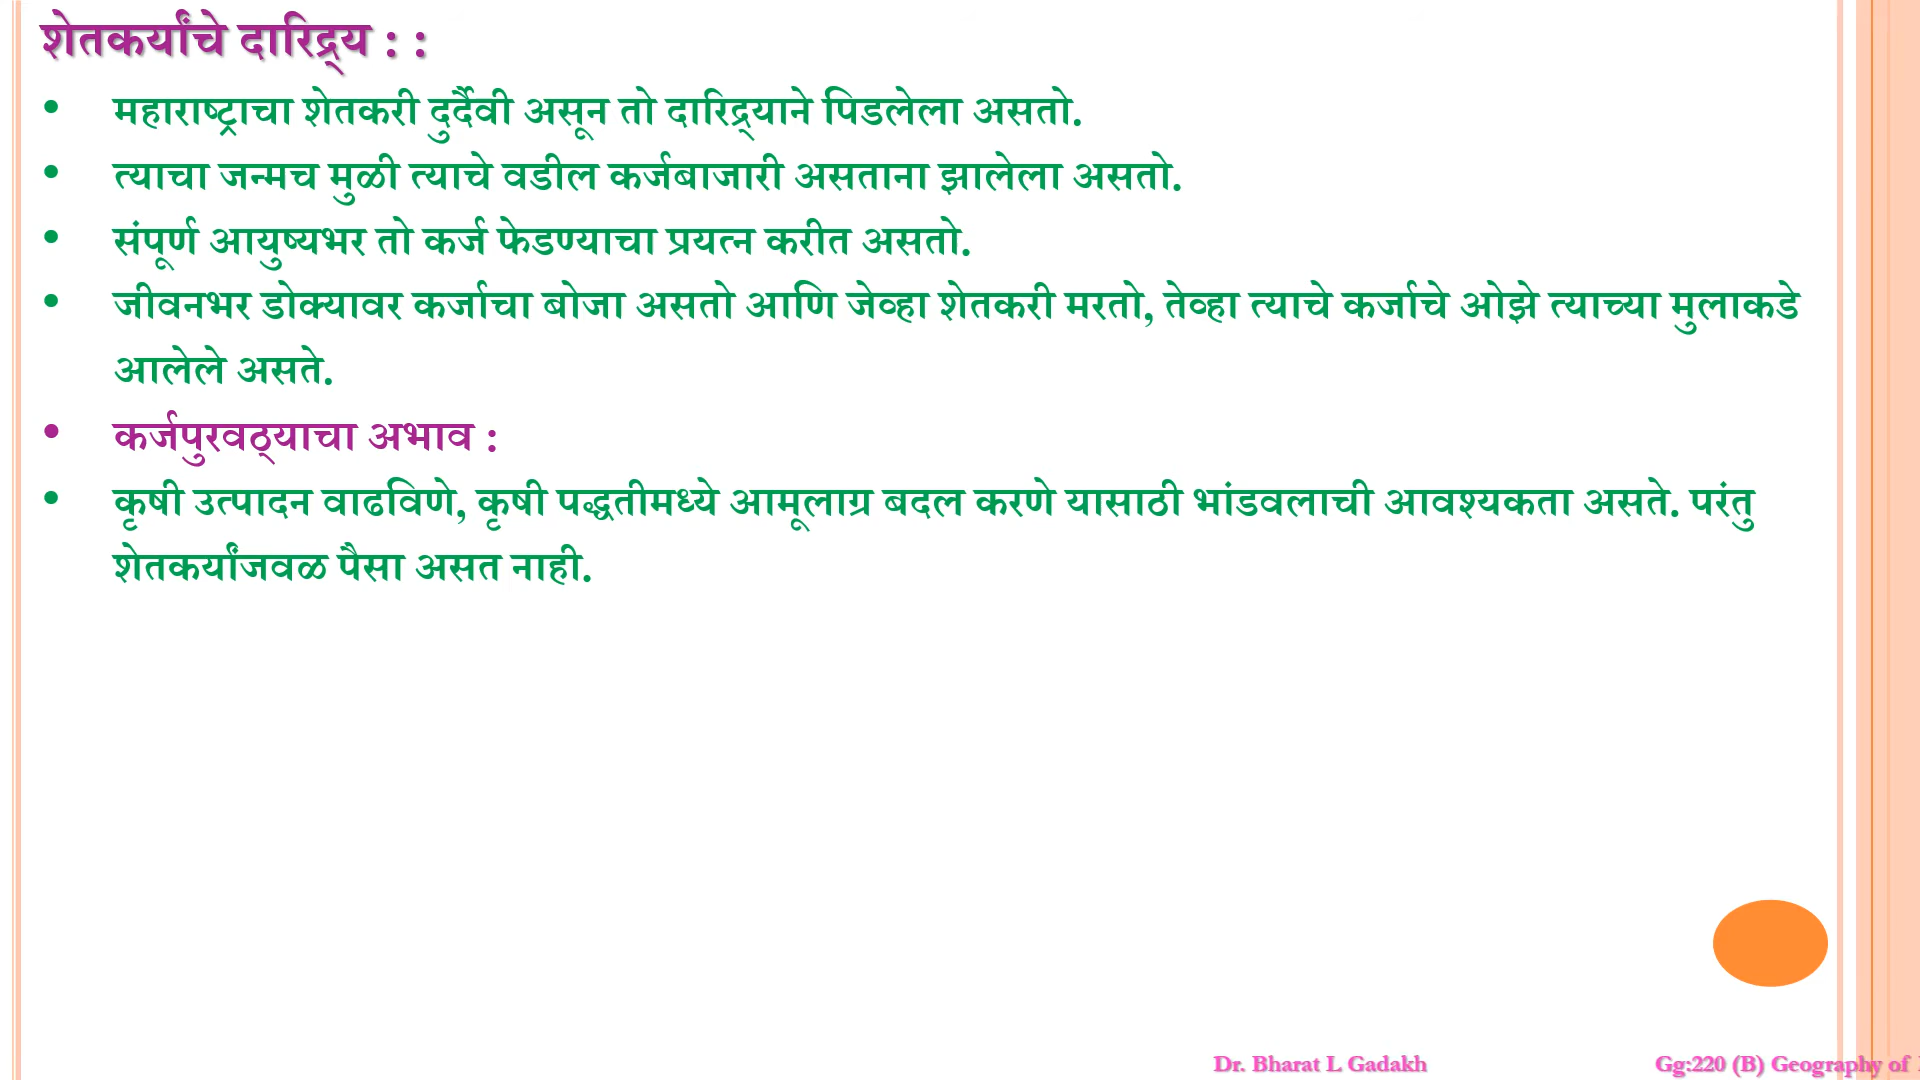 शेतकर्यांचे दारिद्र्य : :
• महाराष्ट्राचा शेतकरी दुर्दैवी असून तो दारिद्र्याने पिडलेला असतो.
• त्याचा जन्मच मुळी त्याचे वडील कर्जबाजारी असताना झालेला असतो.
• संपूर्ण आयुष्यभर तो कर्ज फेडण्याचा प्रयत्न करीत असतो.
• जीवनभर डोक्यावर कर्जाचा बोजा असतो आणि जेव्हा शेतकरी मरतो, तेव्हा त्याचे कर्जाचे ओझे त्याच्या मुलाकडे
आलेले असते.
• कर्जपुरवठ्याचा अभाव :
• कृषी उत्पादन वाढविणे, कृषी पद्धतीमध्ये आमूलाग्र बदल करणे यासाठी भांडवलाची आवश्यकता असते. परंतु
शेतकर्यांजवळ पैसा असत नाही.
Dr. Bharat L Gadakh Gg:220 (B) Geography of